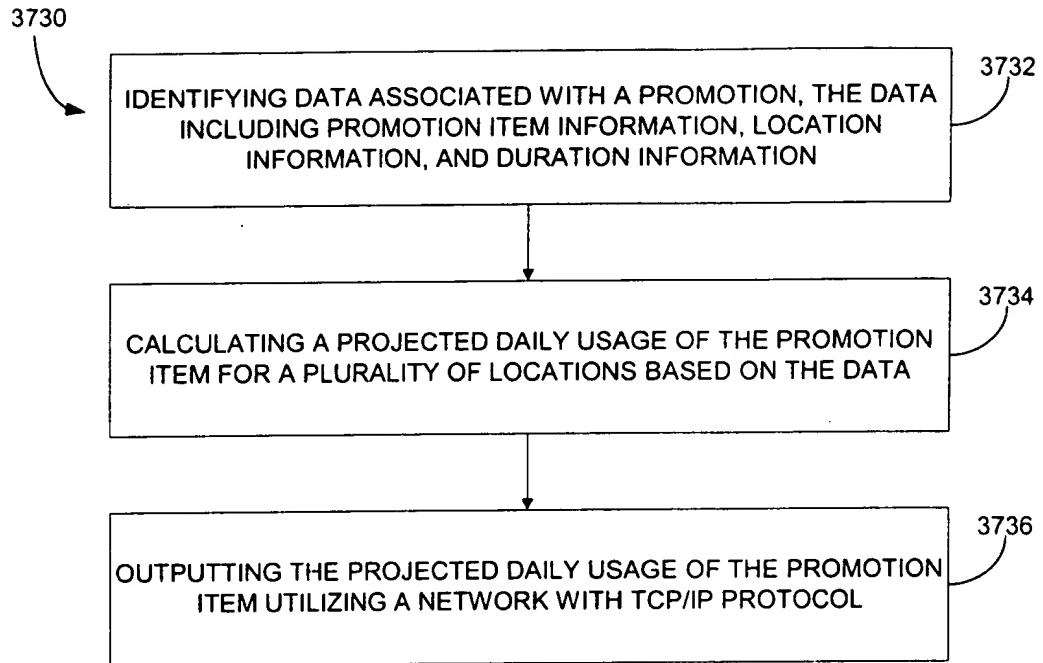 3730
3732
IDENTIFYING DATA ASSOCIATED WITH A PROMOTION, THE DATA
INCLUDING PROMOTION ITEM INFORMATION, LOCATION
INFORMATION, AND DURATION INFORMATION
3734
CALCULATING A PROJECTED DAILY USAGE OF THE PROMOTION
ITEM FOR A PLURALITY OF LOCATIONS BASED ON THE DATA
3736
OUTPUTTING THE PROJECTED DAILY USAGE OF THE PROMOTION
ITEM UTILIZING A NETWORK WITH TCP/IP PROTOCOL